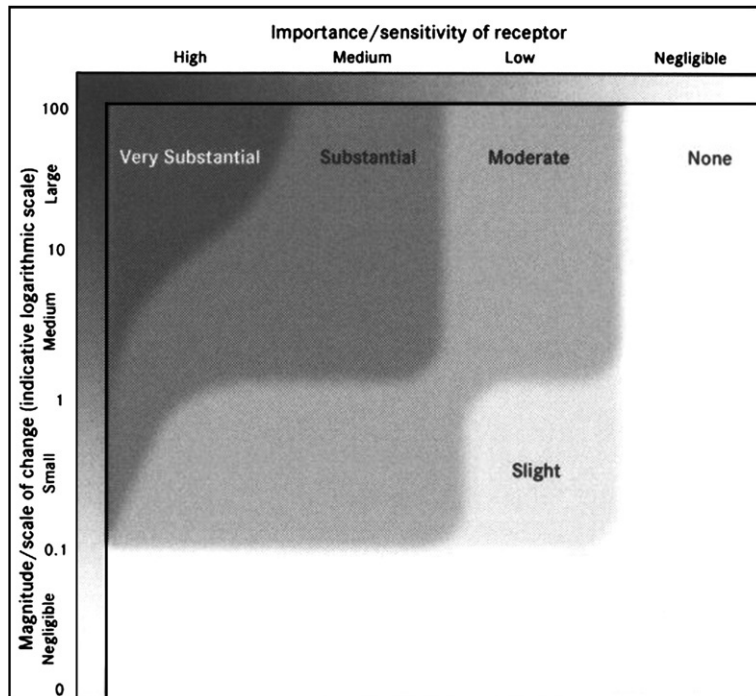 Importance/sensitivity of receptor
High Medium Low Negligible
Magnitude/scale of change (indicative logarithmic scale)
100
Large
10
Medium
1
Small
0.1
Negligible
0
Very Substantial Substantial Moderate None
Slight